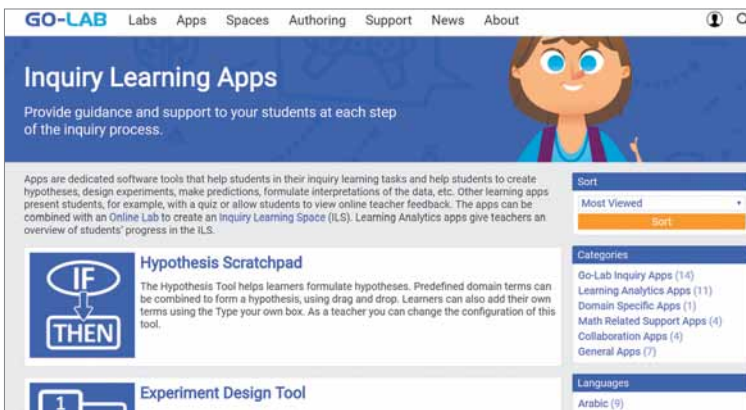 GO-LAB Labs Apps Spaces Authoring Support News About
Inquiry Learning Apps
Provide guidance and support to your students at each step
of the inquiry process.
Apps are dedicated software tools that help students in their inquiry learning tasks and help students to create
hypotheses, design experiments, make predictions, formulate interpretations of the data, etc. Other learning apps
present students, for example, with a quiz or allow students to view online teacher feedback. The apps can be
combined with an Online Lab to create an Inquiry Learning Space (ILS). Learning Analytics apps give teachers an
overview of students' progress in the ILS.
IF
THEN
Hypothesis Scratchpad
The Hypothesis Tool helps learners formulate hypotheses. Predefined domain terms can
be combined to form a hypothesis, using drag and drop. Learners can also add their own
terms using the Type your own box. As a teacher you can change the configuration of this
tool.
1
Experiment Design Tool
Sort
Most Viewed
Sort
Categories
Go-Lab Inquiry Apps (14)
Learning Analytics Apps (11)
Domain Specific Apps (1)
Math Related Support Apps (4)
Collaboration Apps (4)
General Apps (7)
Languages
Arabic (9)